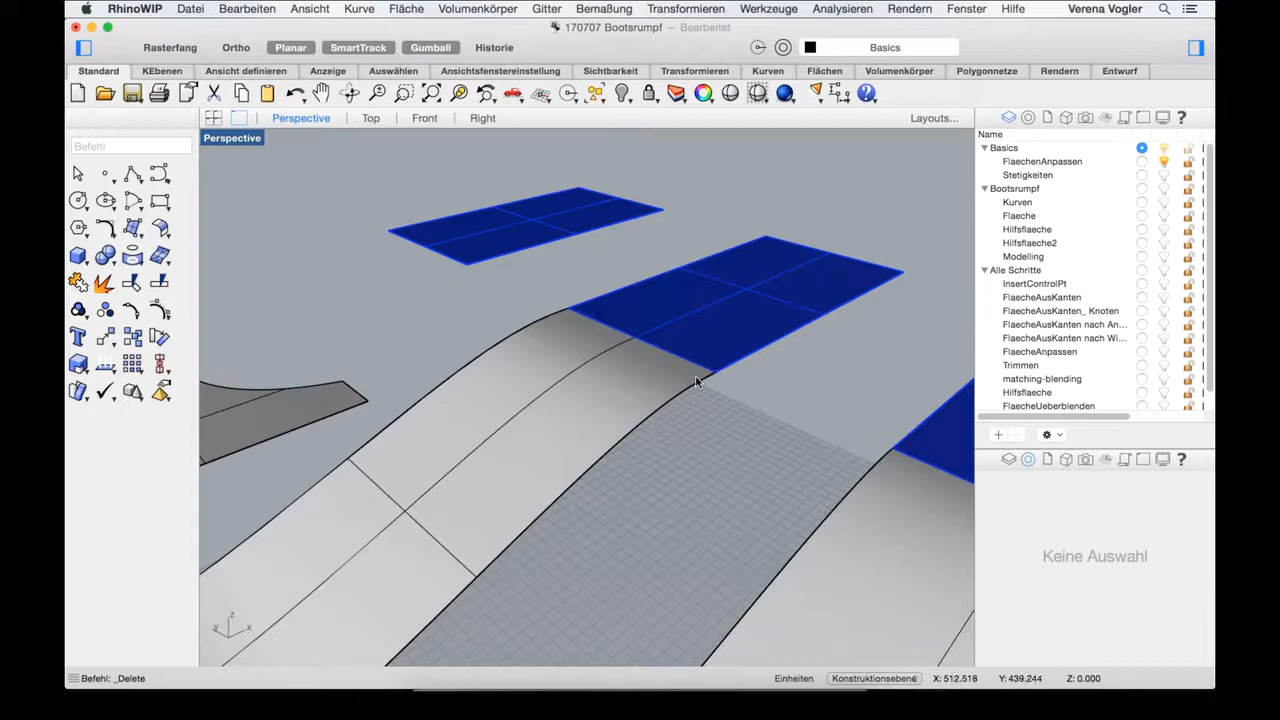 RhinoWIP Datei Bearbeiten Ansicht Kurve Fläche Volumenkörper Gitter Bemaßung Transformieren Werkzeuge Analysieren Rendern Fenster Hilfe Verena Vogler
170707 Bootsrumpf — Bearbeitet
Rasterfang Ortho Planar SmartTrack Gumball Historie Basics
Standard KEbenen Ansicht definieren Anzeige Auswählen Ansichtsfenstereinstellung Sichtbarkeit Transformieren Kurven Flächen Volumenkörper Polygonnetze Rendern Entwurf
Perspective Top Front Right Layouts...
Perspective
Befehl
Name
Basics
FlaechenAnpassen
Stetigkeiten
Bootsrumpf
Kurven
Flaeche
Hilfsflaeche
Hilfsflaeche2
Modelling
Alle Schritte
InsertControlPt
FlaecheAusKanten
FlaecheAusKanten_ Knoten
FlaecheAusKanten nach An...
FlaecheAusKanten nach Wi...
FlaecheAnpassen
Trimmen
matching-blending
Hilfsflaeche
FlaecheUeberblenden
Keine Auswahl
z
y x
Befehl: _Delete Einheiten Konstruktionsebene X: 512.518 Y: 439.244 Z: 0.000